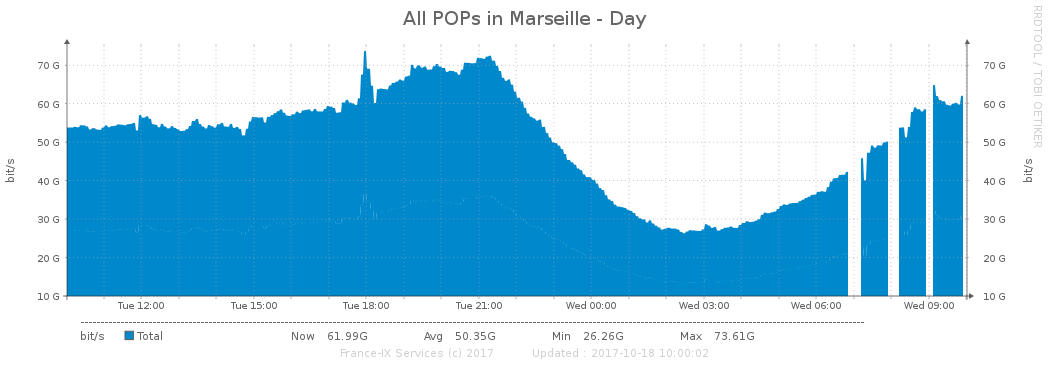 All POPs in Marseille - Day
RRDTOOL / TOBI OETIKER
bit/s
bit/s
70 G
70 G
60 G
60 G
50 G
50 G
40 G
40 G
30 G
30 G
20 G
20 G
10 G
10 G
Tue 12:00 Tue 15:00 Tue 18:00 Tue 21:00 Wed 00:00 Wed 03:00 Wed 06:00 Wed 09:00
bit/s Total Now 61.99G Avg 50.35G Min 26.26G Max 73.61G
France-IX Services (c) 2017 Updated : 2017-10-18 10:00:02